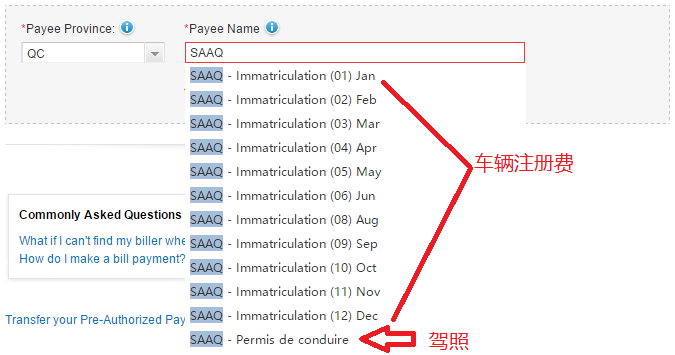 *Payee Province:
*Payee Name
QC
SAAQ
SAAQ - Immatriculation (01) Jan
SAAQ - Immatriculation (02) Feb
SAAQ - Immatriculation (03) Mar
SAAQ - Immatriculation (04) Apr
SAAQ - Immatriculation (05) May
SAAQ - Immatriculation (06) Jun
SAAQ - Immatriculation (08) Aug
SAAQ - Immatriculation (09) Sep
SAAQ - Immatriculation (10) Oct
SAAQ - Immatriculation (11) Nov
SAAQ - Immatriculation (12) Dec
SAAQ - Permis de conduire
车辆注册费
驾照
Commonly Asked Questions
What if I can't find my biller whe
How do I make a bill payment?
Transfer your Pre-Authorized Pay